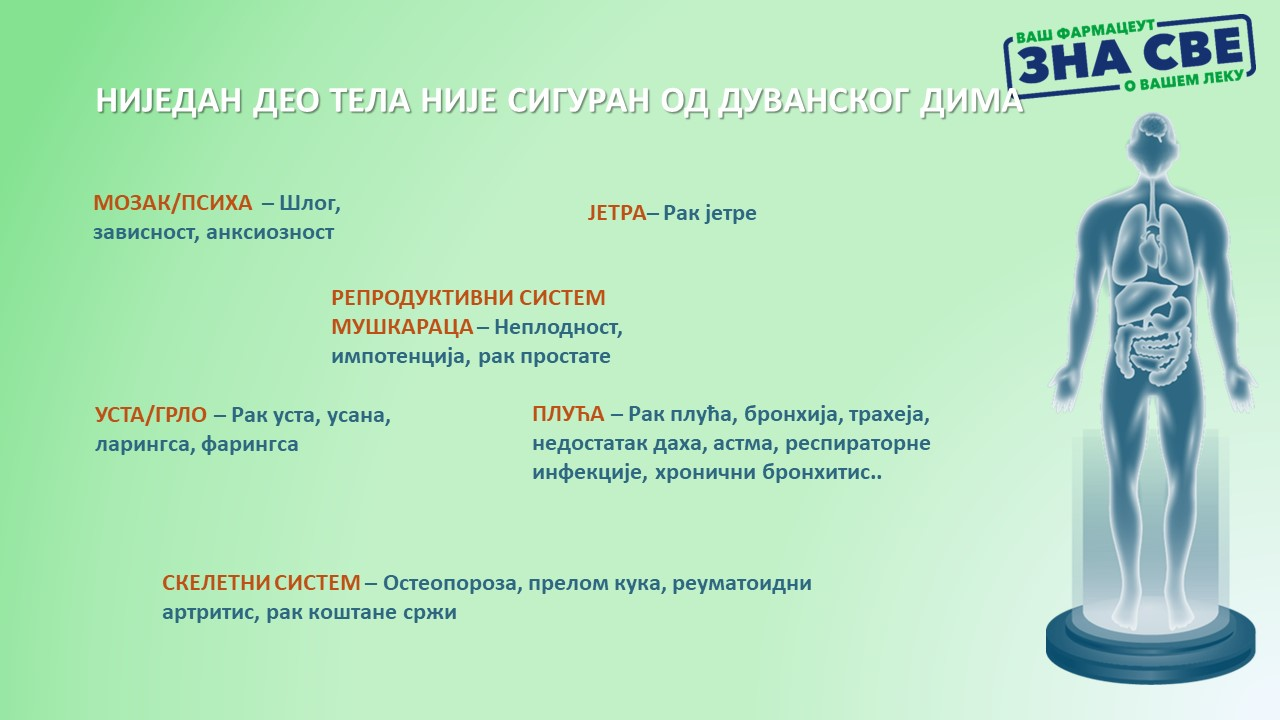 ВАШ ФАРМАЦЕУТ
ЗНА СВЕ
О ВАШЕМ ЛЕКУ
НИЈЕДАН ДЕО ТЕЛА НИЈЕ СИГУРАН ОД ДУВАНСКОГ ДИМА
МОЗАК/ПСИХА – Шлог,
зависност, анксиозност
ЈЕТРА– Рак јетре
РЕПРОДУКТИВНИ СИСТЕМ
МУШКАРАЦА – Неплодност,
импотенција, рак простате
УСТА/ГРЛО – Рак уста, усана,
ларингса, фарингса
ПЛУЋА – Рак плућа, бронхија, трахеја,
недостатак даха, астма, респираторне
инфекције, хронични бронхитис..
СКЕЛЕТНИ СИСТЕМ – Остеопороза, прелом кука, реуматоидни
артритис, рак коштане сржи